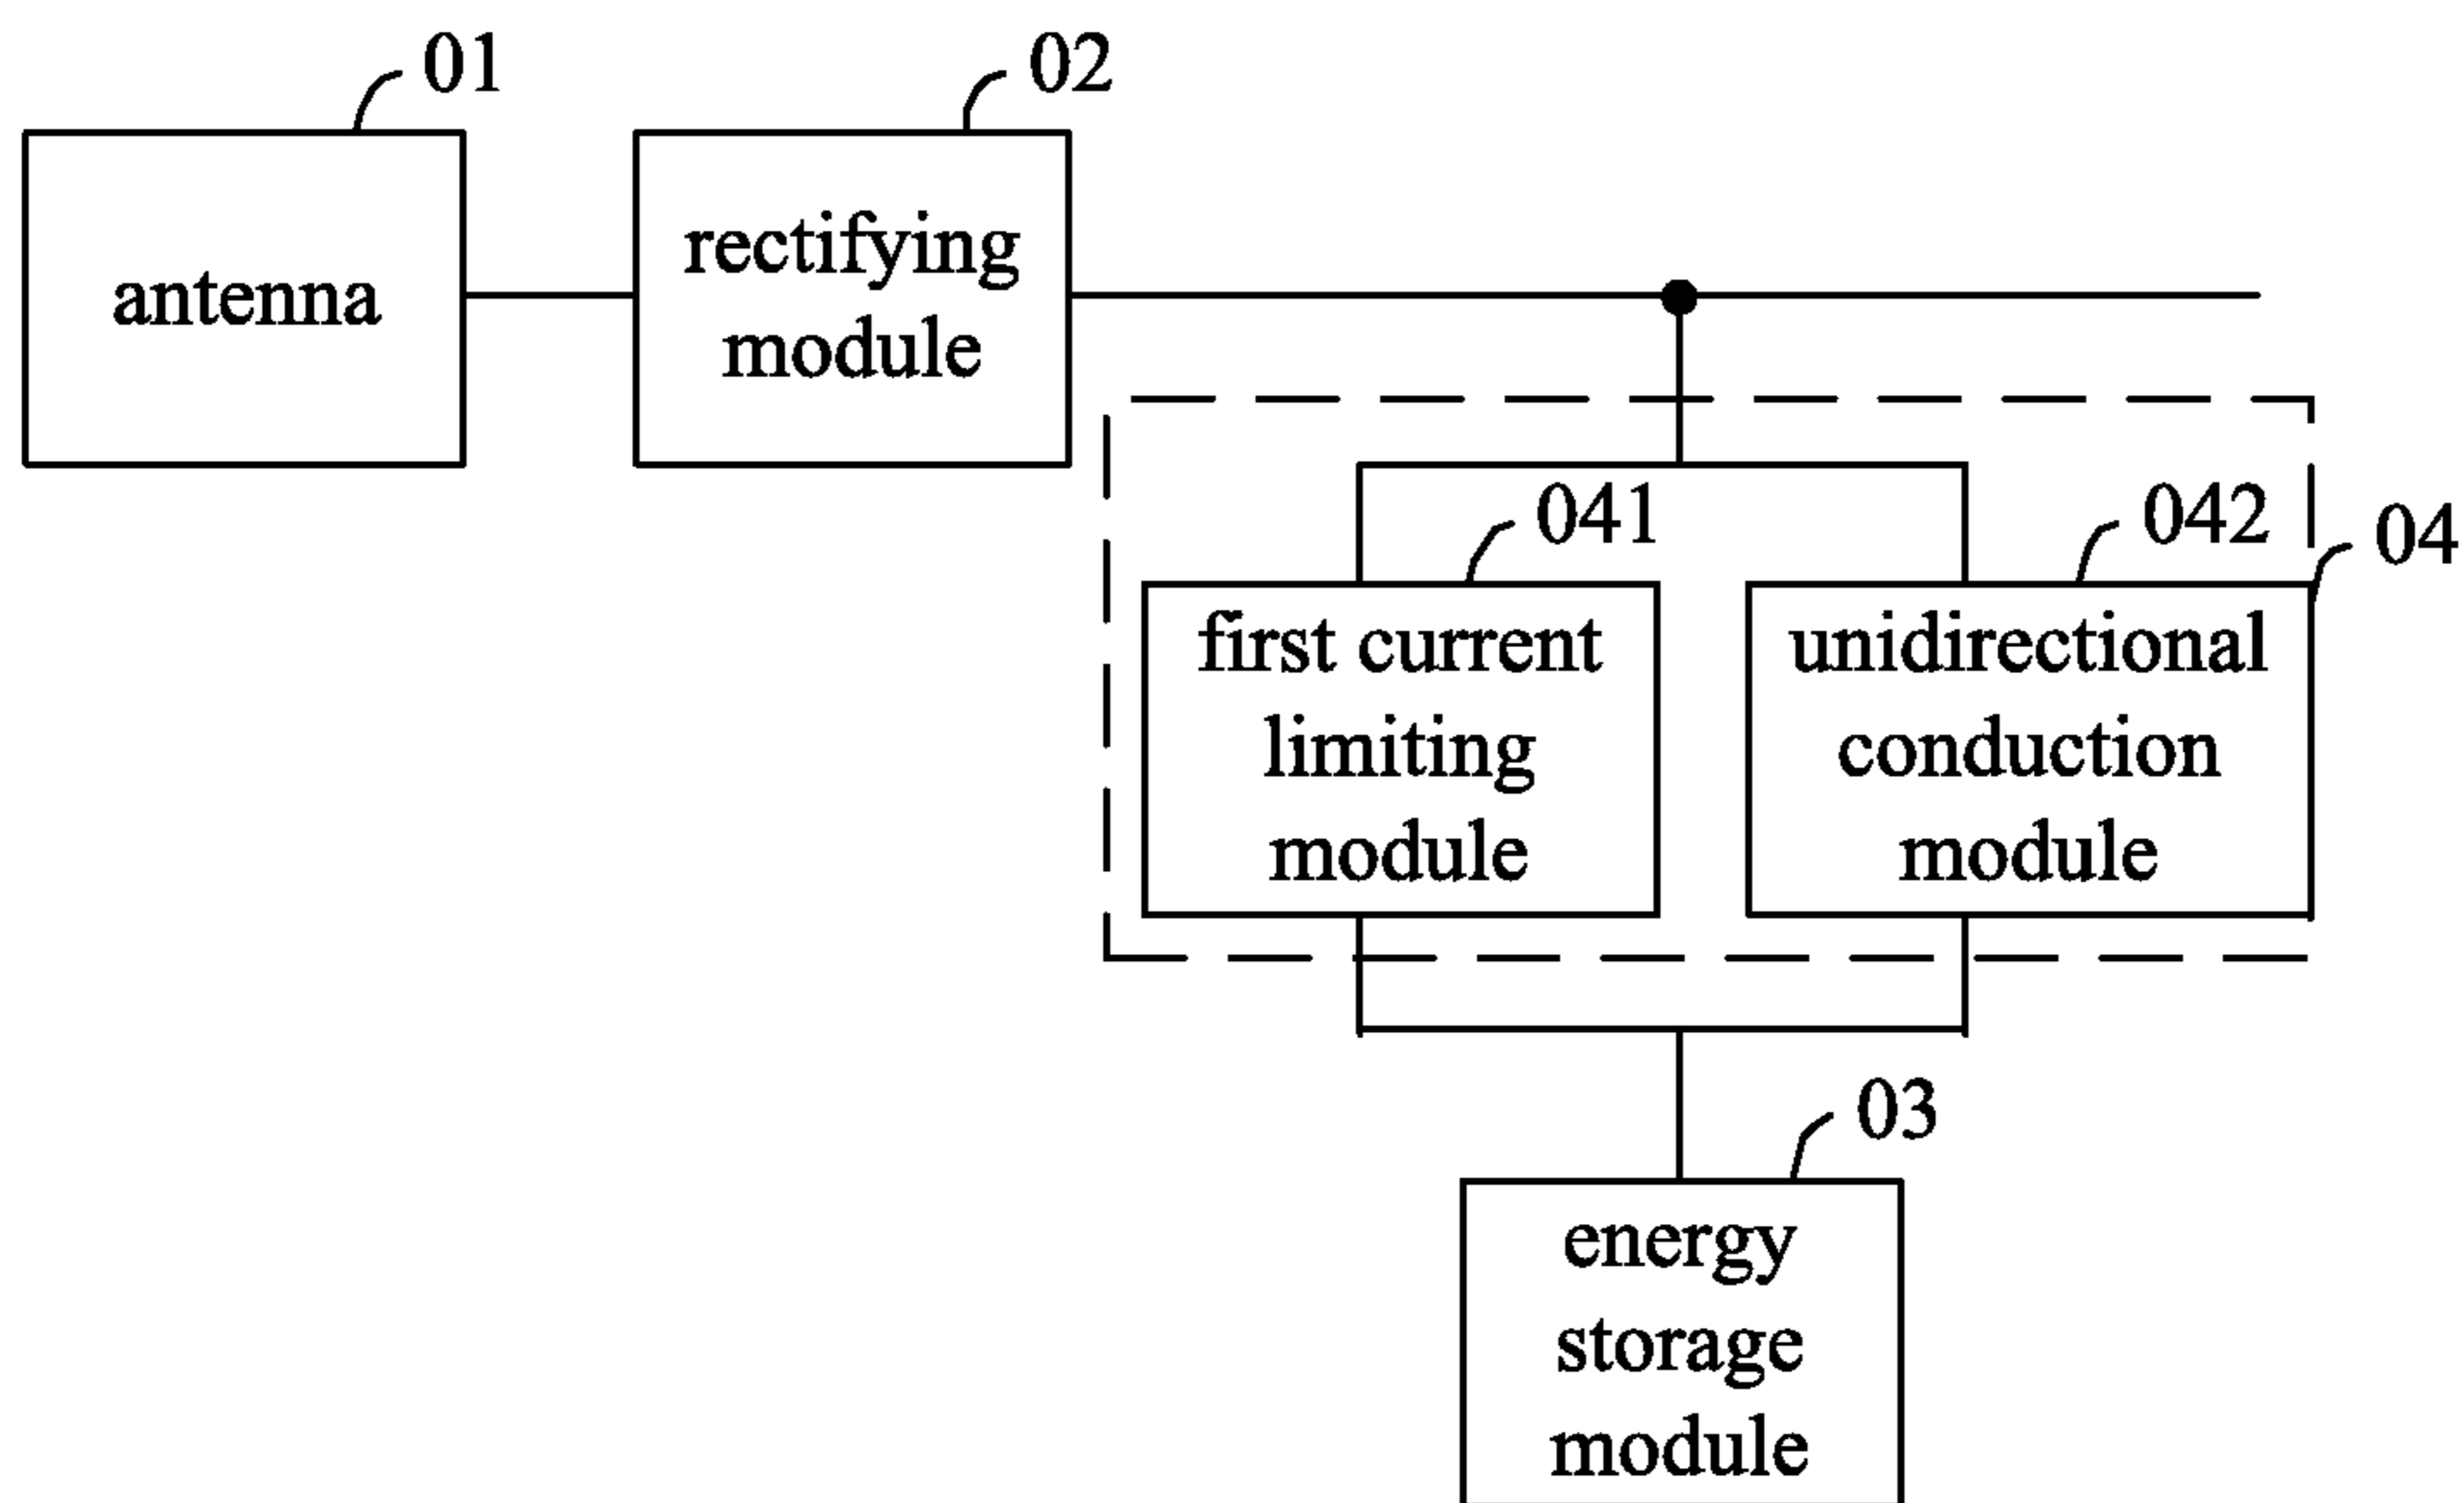 01
02
antenna
rectifying
module
041
042
04
first current
limiting
module
unidirectional
conduction
module
03
energy
storage
module